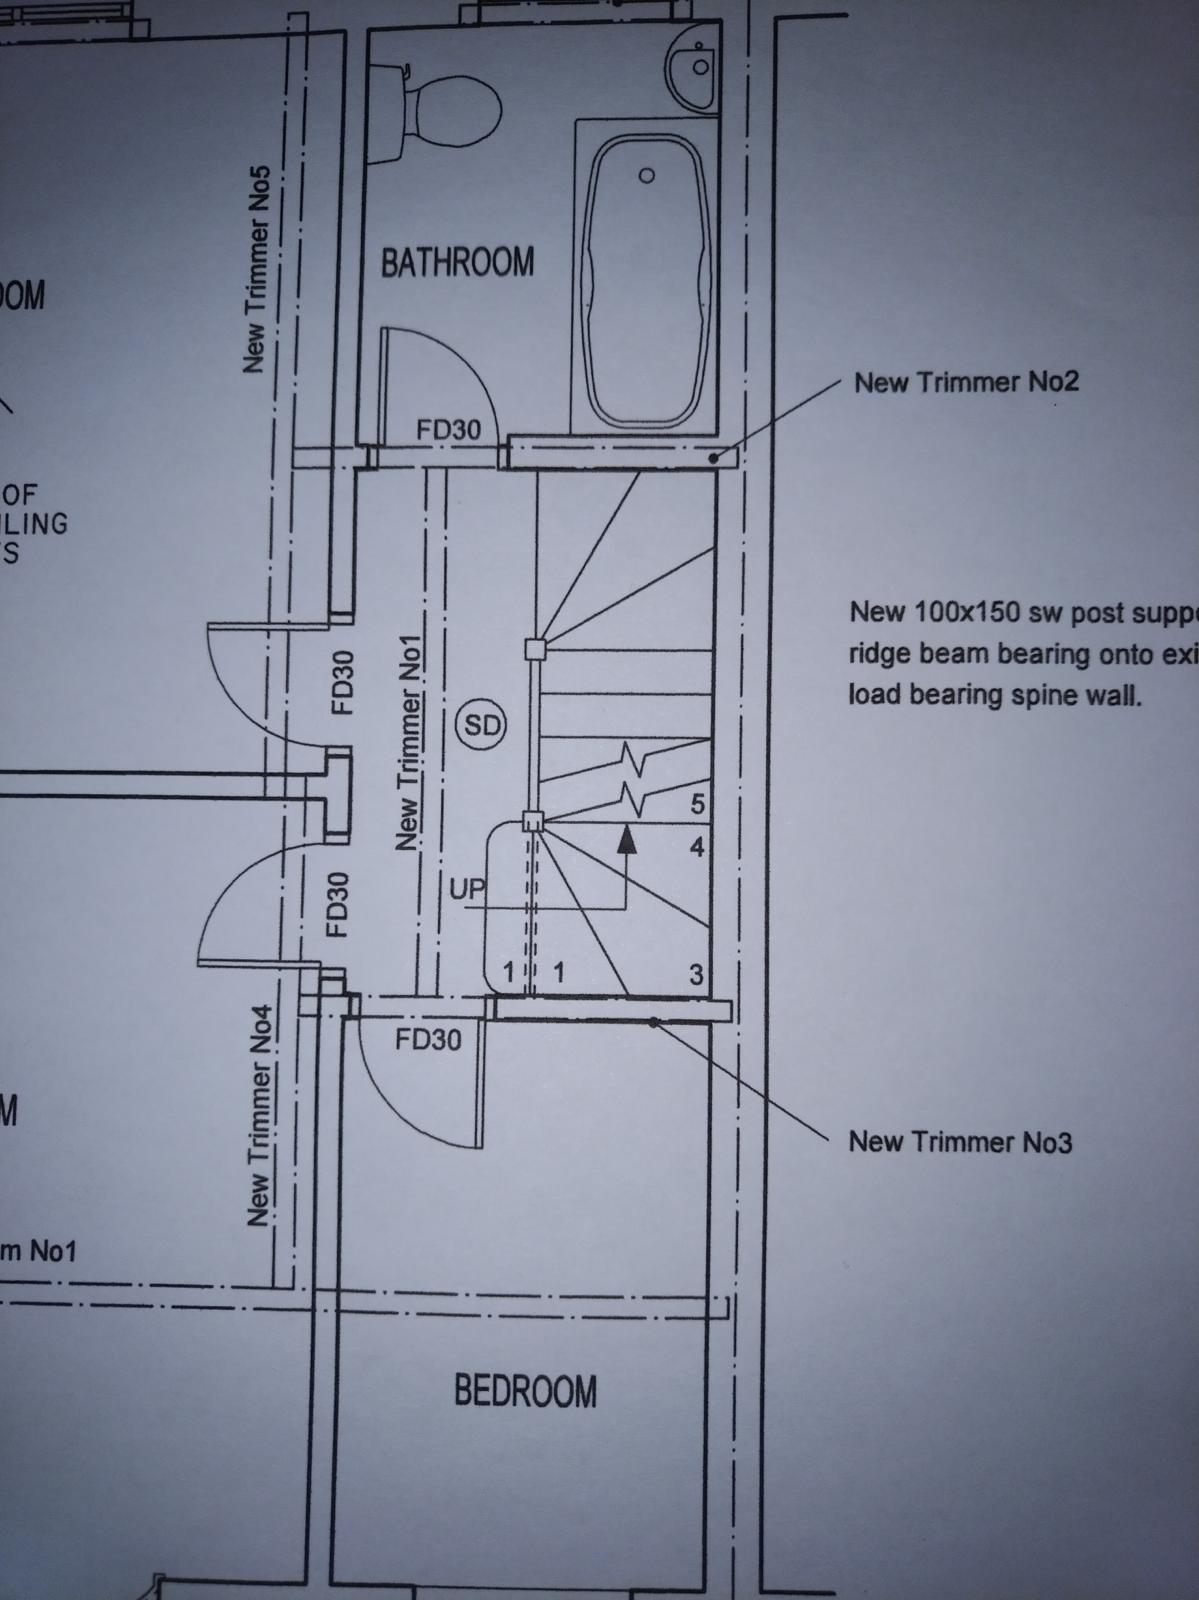 New Trimmer No5
OOM
BATHROOM
FD30
New Trimmer No2
OF
ILING
'S
New 100x150 sw post suppo
ridge beam bearing onto exi
load bearing spine wall.
FD30
New Trimmer No1
SD
5
4
UP
FD30
1 1 3
FD30
New Trimmer No4
M
New Trimmer No3
m No1
BEDROOM